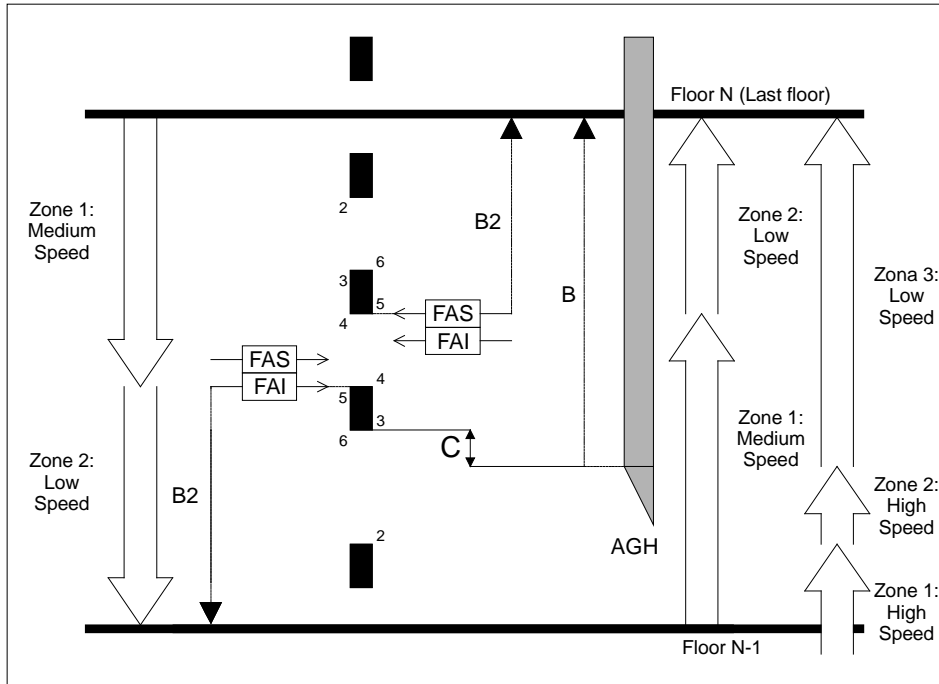 Floor N (Last floor)
Zone 1:
Medium
Speed
2
B2
Zone 2:
Low
Speed
6
3
5
4
FAS
FAI
B
Zona 3:
Low
Speed
FAS
FAI
4
5
3
6
C
Zone 1:
Medium
Speed
Zone 2:
Low
Speed
B2
Zone 2:
High
Speed
2
AGH
Zone 1:
High
Speed
Floor N-1